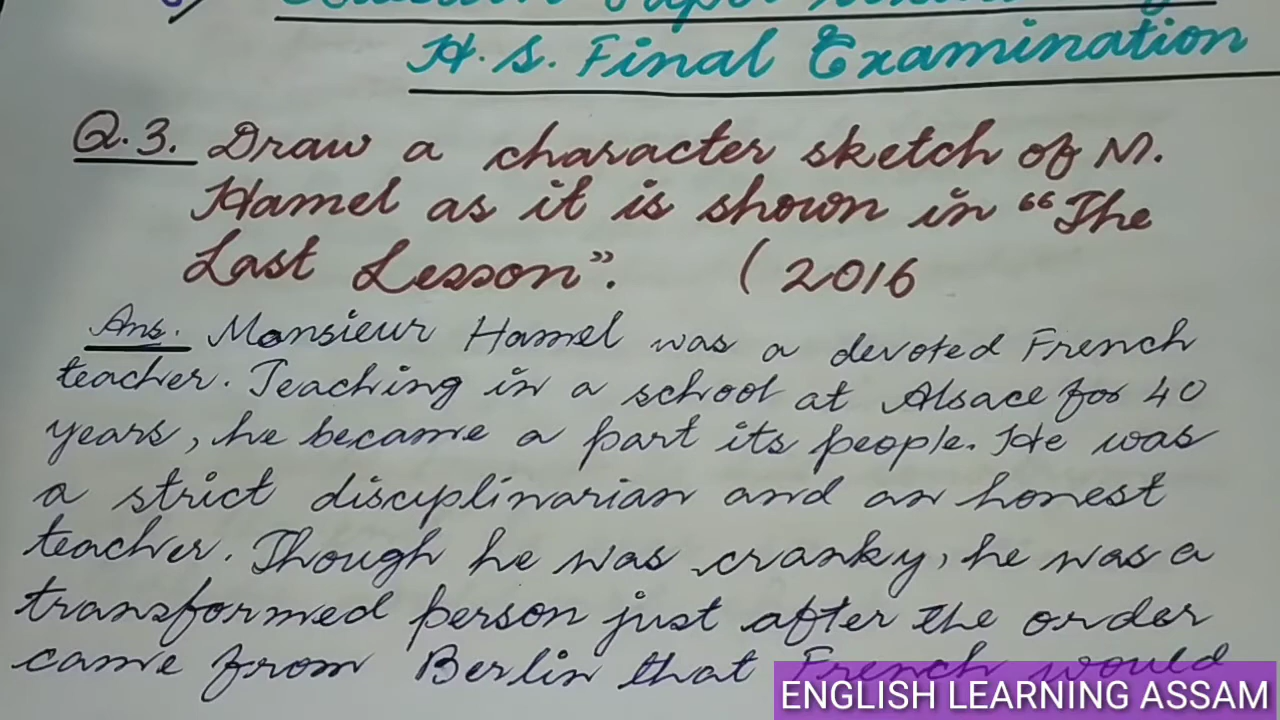 Question Paper
H.S. Final Examination
Q.3. Draw a character sketch of M.
Hamel as it is shown in "The
Last Lesson". (2016
Ans. Monsieur Hamel was a devoted French
teacher. Teaching in a school at Alsace for 40
years, he became a part its people. He was
a strict disciplinarian and an honest
teacher. Though he was cranky, he was a
transformed person just after the order
came from Berlin that French would
ENGLISH LEARNING ASSAM